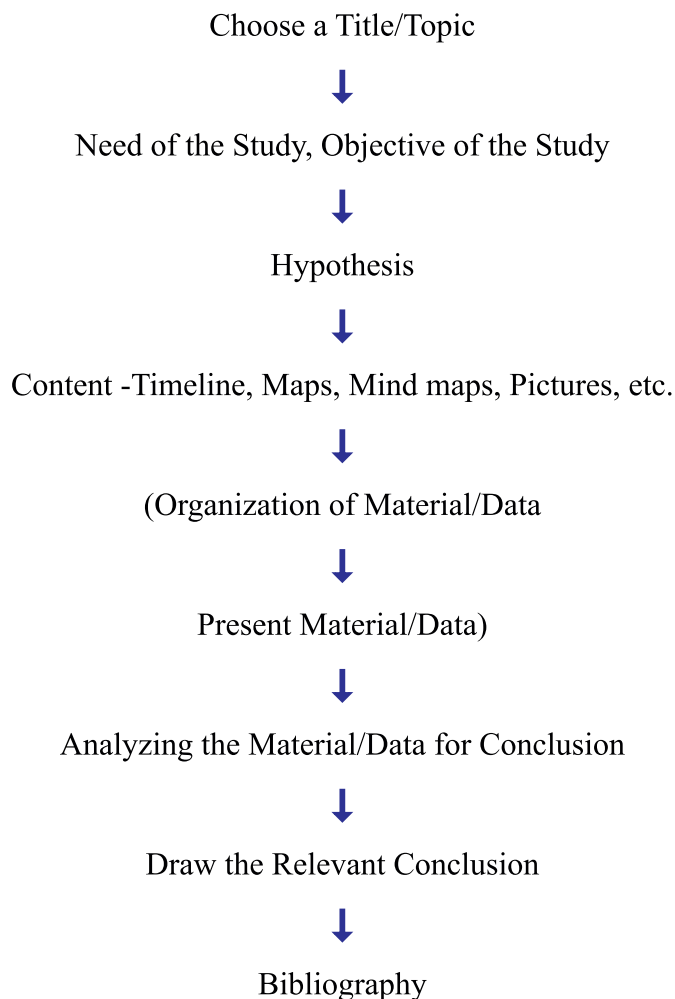 Choose a Title/Topic
Need of the Study, Objective of the Study
Hypothesis
Content -Timeline, Maps, Mind maps, Pictures, etc.
(Organization of Material/Data
Present Material/Data)
Analyzing the Material/Data for Conclusion
Draw the Relevant Conclusion
Bibliography